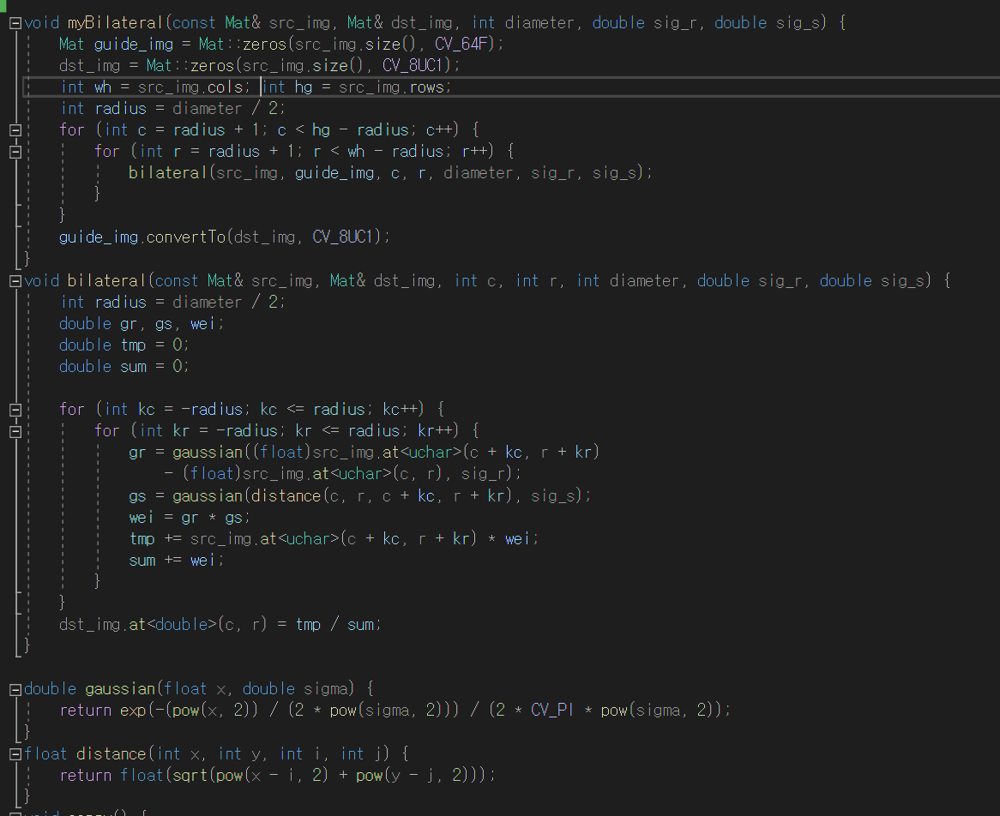 void myBilateral(const Mat& src_img, Mat& dst_img, int diameter, double sig_r, double sig_s) {
Mat guide_img = Mat::zeros(src_img.size(), CV_64F);
dst_img = Mat::zeros(src_img.size(), CV_8UC1);
int wh = src_img.cols; int hg = src_img.rows;
int radius = diameter / 2;
for (int c = radius + 1; c < hg - radius; c++) {
for (int r = radius + 1; r < wh - radius; r++) {
bilateral(src_img, guide_img, c, r, diameter, sig_r, sig_s);
}
}
guide_img.convertTo(dst_img, CV_8UC1);
}
void bilateral(const Mat& src_img, Mat& dst_img, int c, int r, int diameter, double sig_r, double sig_s) {
int radius = diameter / 2;
double gr, gs, wei;
double tmp = 0;
double sum = 0;
for (int kc = -radius; kc <= radius; kc++) {
for (int kr = -radius; kr <= radius; kr++) {
gr = gaussian((float)src_img.at<uchar>(c + kc, r + kr)
- (float)src_img.at<uchar>(c, r), sig_r);
gs = gaussian(distance(c, r, c + kc, r + kr), sig_s);
wei = gr * gs;
tmp += src_img.at<uchar>(c + kc, r + kr) * wei;
sum += wei;
}
}
dst_img.at<double>(c, r) = tmp / sum;
}
double gaussian(float x, double sigma) {
return exp(-(pow(x, 2)) / (2 * pow(sigma, 2))) / (2 * CV_PI * pow(sigma, 2));
}
float distance(int x, int y, int i, int j) {
return float(sqrt(pow(x - i, 2) + pow(y - j, 2)));
}